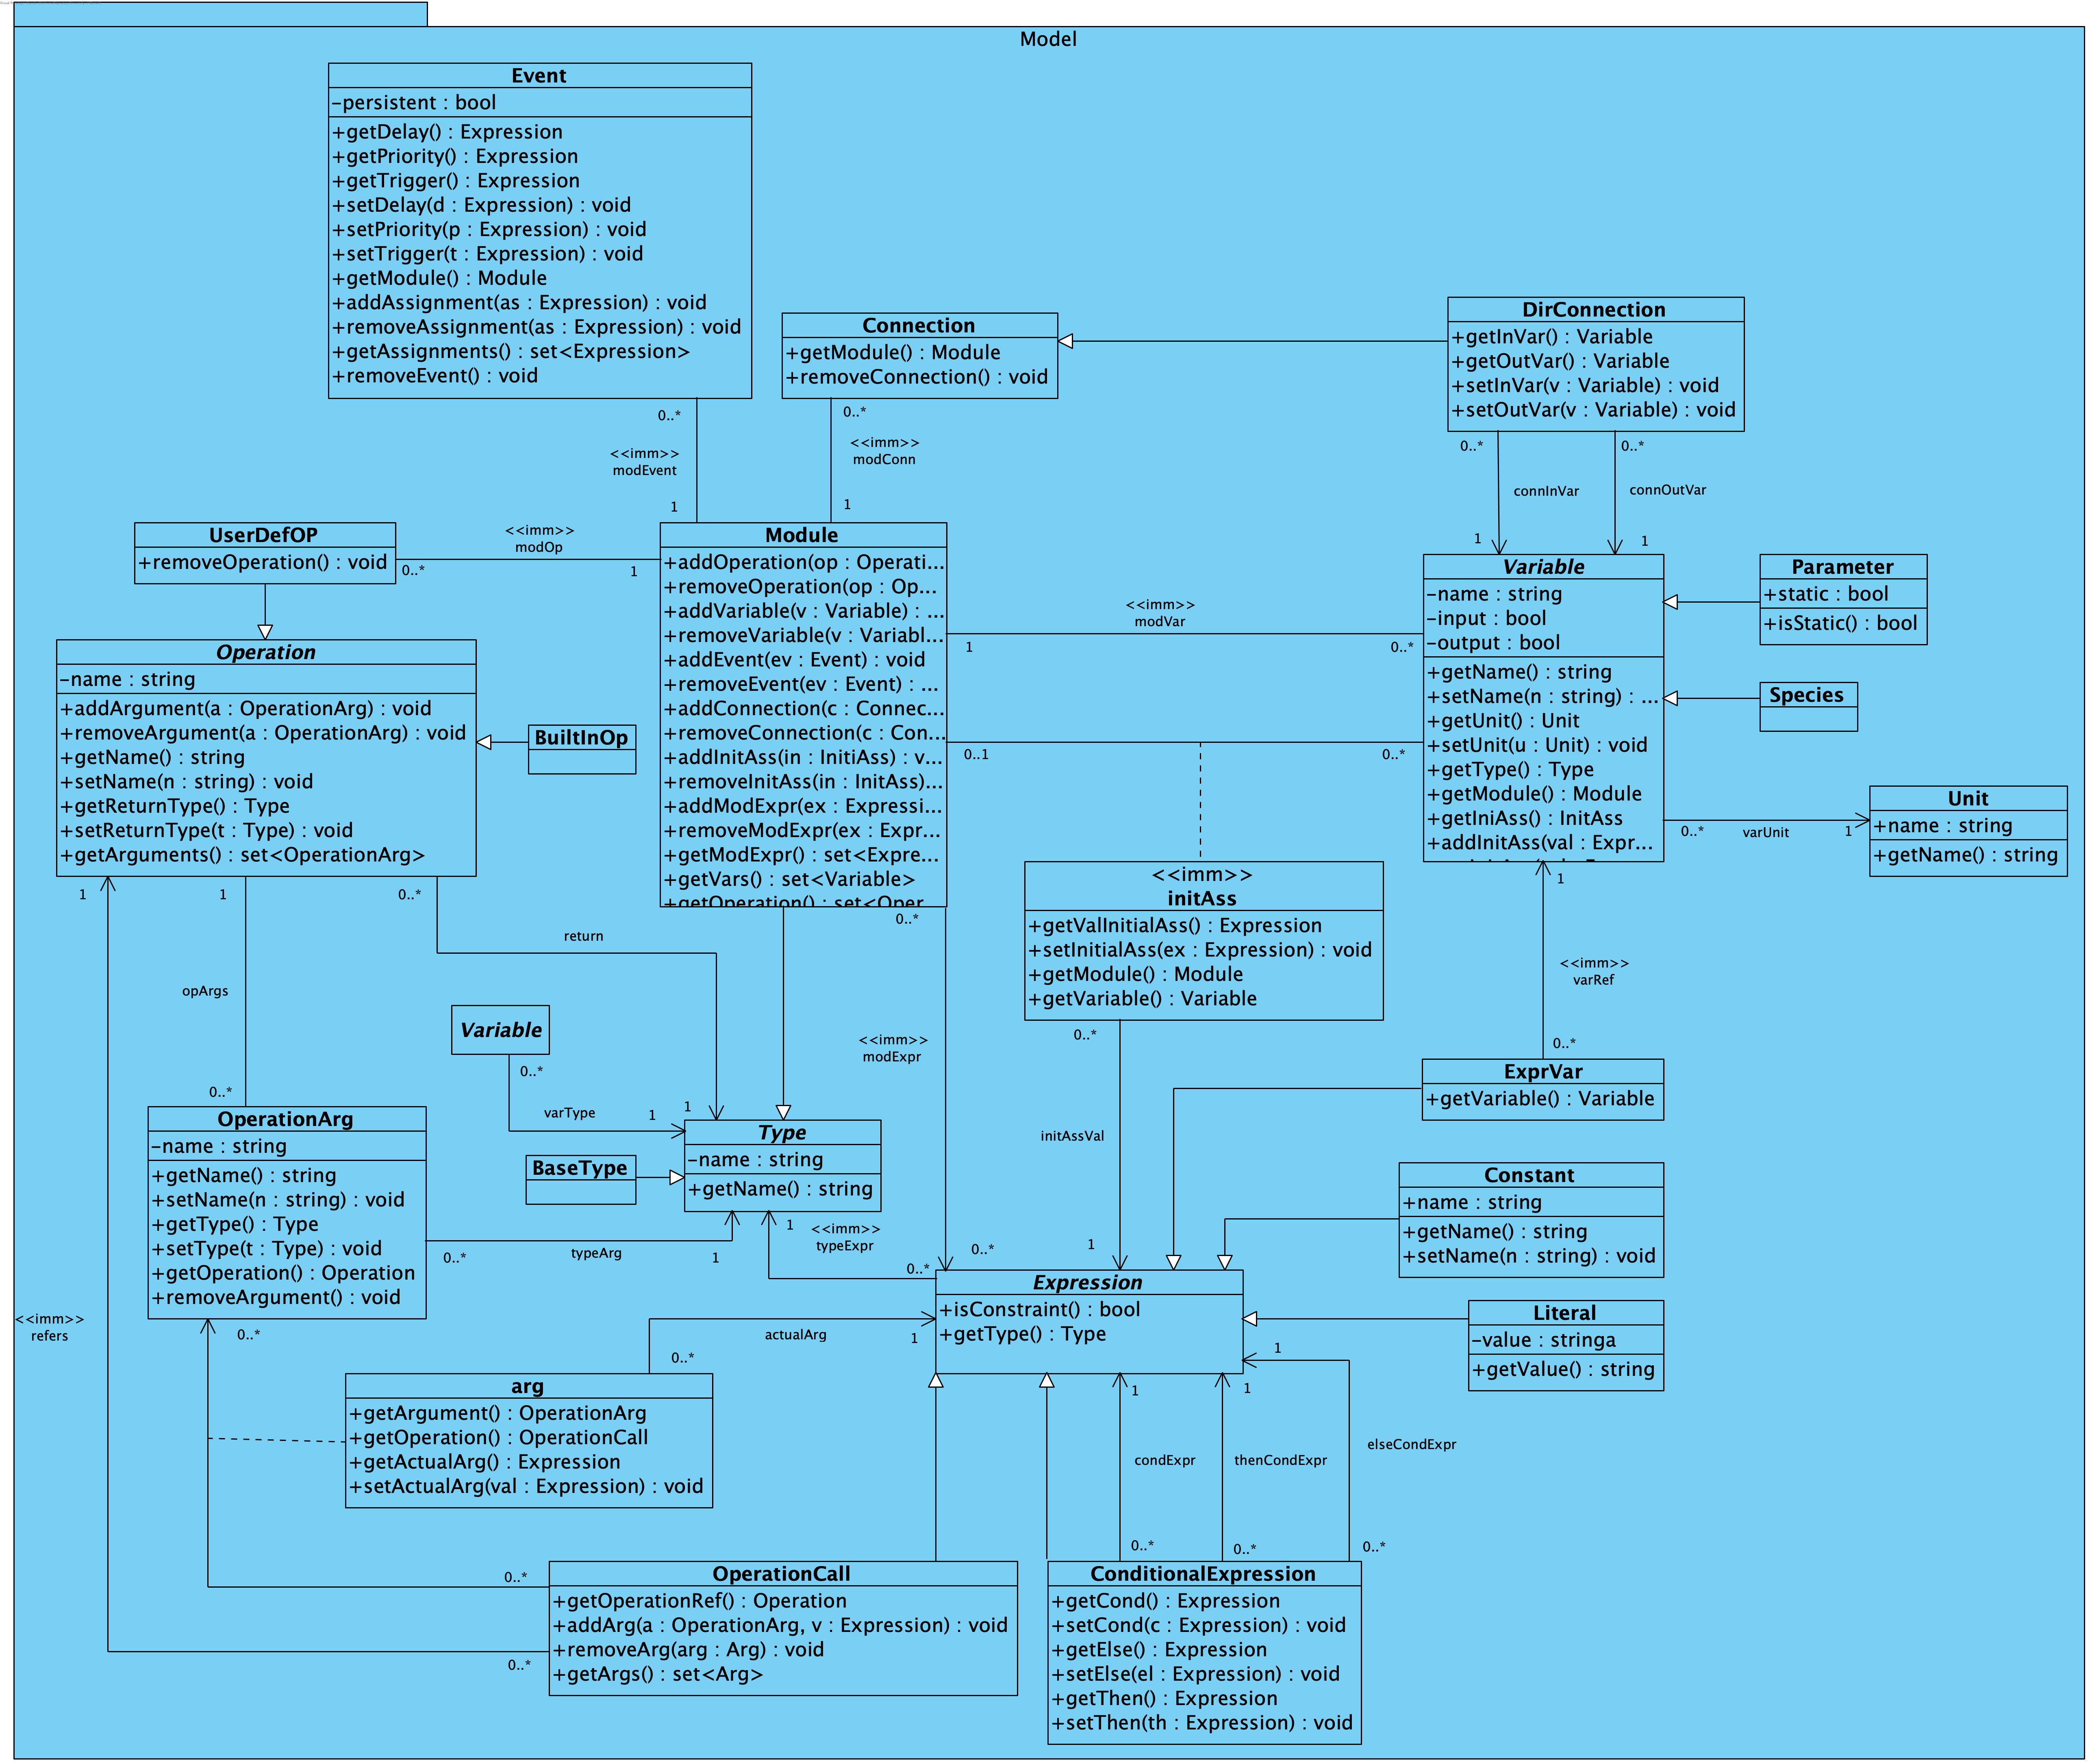 Model
Event
-persistent : bool
+getDelay() : Expression
+getPriority() : Expression
+getTrigger() : Expression
+setDelay(d : Expression) : void
+setPriority(p : Expression) : void
+setTrigger(t : Expression) : void
+getModule() : Module
+addAssignment(as : Expression) : void
+removeAssignment(as : Expression) : void
+getAssignments() : set<Expression>
+removeEvent() : void
Connection
+getModule() : Module
+removeConnection() : void
DirConnection
+getInVar() : Variable
+getOutVar() : Variable
+setInVar(v : Variable) : void
+setOutVar(v : Variable) : void
0..*
<<imm>>
modEvent
1
0..*
<<imm>>
modConn
1
0..*
connInVar
1
0..*
connOutVar
1
UserDefOP
+removeOperation() : void
<<imm>>
modOp
0..*
1
Module
+addOperation(op : Operati...
+removeOperation(op : Op...
+addVariable(v : Variable) : ...
+removeVariable(v : Variabl...
+addEvent(ev : Event) : void
+removeEvent(ev : Event) : ...
+addConnection(c : Connec...
+removeConnection(c : Con...
+addInitAss(in : InitiAss) : v...
+removeInitAss(in : InitAss)...
+addModExpr(ex : Expressi...
+removeModExpr(ex : Expr...
+getModExpr() : set<Expre...
+getVars() : set<Variable>
+getOperation() : set<Oper
<<imm>>
modVar
1
0..*
0..1
0..*
Variable
-name : string
-input : bool
-output : bool
+getName() : string
+setName(n : string) : ...
+getUnit() : Unit
+setUnit(u : Unit) : void
+getType() : Type
+getModule() : Module
+getIniAss() : InitAss
+addInitAss(val : Expr...
Parameter
+static : bool
+isStatic() : bool
Species
Unit
+name : string
+getName() : string
0..*
varUnit
1
Operation
-name : string
+addArgument(a : OperationArg) : void
+removeArgument(a : OperationArg) : void
+getName() : string
+setName(n : string) : void
+getReturnType() : Type
+setReturnType(t : Type) : void
+getArguments() : set<OperationArg>
BuiltInOp
1
1
0..*
return
opArgs
0..*
<<imm>>
initAss
+getValInitialAss() : Expression
+setInitialAss(ex : Expression) : void
+getModule() : Module
+getVariable() : Variable
1
<<imm>>
varRef
0..*
0..*
<<imm>>
modExpr
0..*
initAssVal
1
0..*
ExprVar
+getVariable() : Variable
Variable
0..*
varType
1
1
Type
-name : string
+getName() : string
BaseType
OperationArg
-name : string
+getName() : string
+setName(n : string) : void
+getType() : Type
+setType(t : Type) : void
+getOperation() : Operation
+removeArgument() : void
0..*
typeArg
1
1
<<imm>>
typeExpr
0..*
Constant
+name : string
+getName() : string
+setName(n : string) : void
Expression
+isConstraint() : bool
+getType() : Type
Literal
-value : stringa
+getValue() : string
<<imm>>
refers
0..*
actualArg
1
0..*
arg
+getArgument() : OperationArg
+getOperation() : OperationCall
+getActualArg() : Expression
+setActualArg(val : Expression) : void
1
condExpr
0..*
1
thenCondExpr
0..*
1
elseCondExpr
0..*
0..*
0..*
OperationCall
+getOperationRef() : Operation
+addArg(a : OperationArg, v : Expression) : void
+removeArg(arg : Arg) : void
+getArgs() : set<Arg>
ConditionalExpression
+getCond() : Expression
+setCond(c : Expression) : void
+getElse() : Expression
+setElse(el : Expression) : void
+getThen() : Expression
+setThen(th : Expression) : void